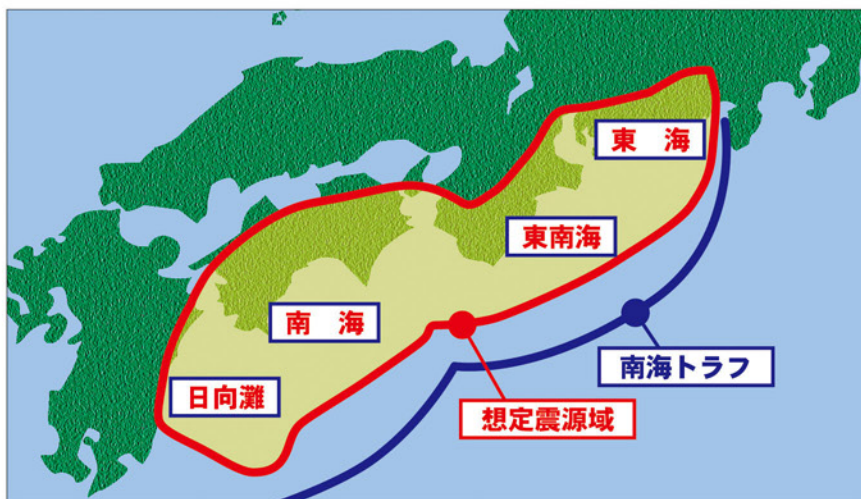 東　海
東南海
南　海
南海トラフ
日向灘
想定震源域